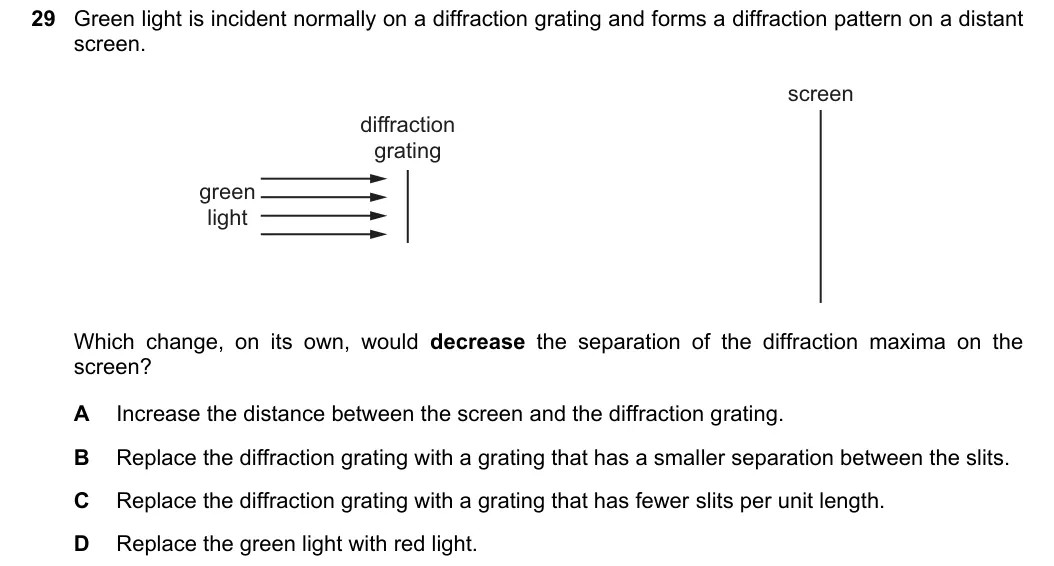 29 Green light is incident normally on a diffraction grating and forms a diffraction pattern on a distant
screen.
screen
diffraction
grating
green
light
Which change, on its own, would decrease the separation of the diffraction maxima on the
screen?
A Increase the distance between the screen and the diffraction grating.
B Replace the diffraction grating with a grating that has a smaller separation between the slits.
C Replace the diffraction grating with a grating that has fewer slits per unit length.
D Replace the green light with red light.